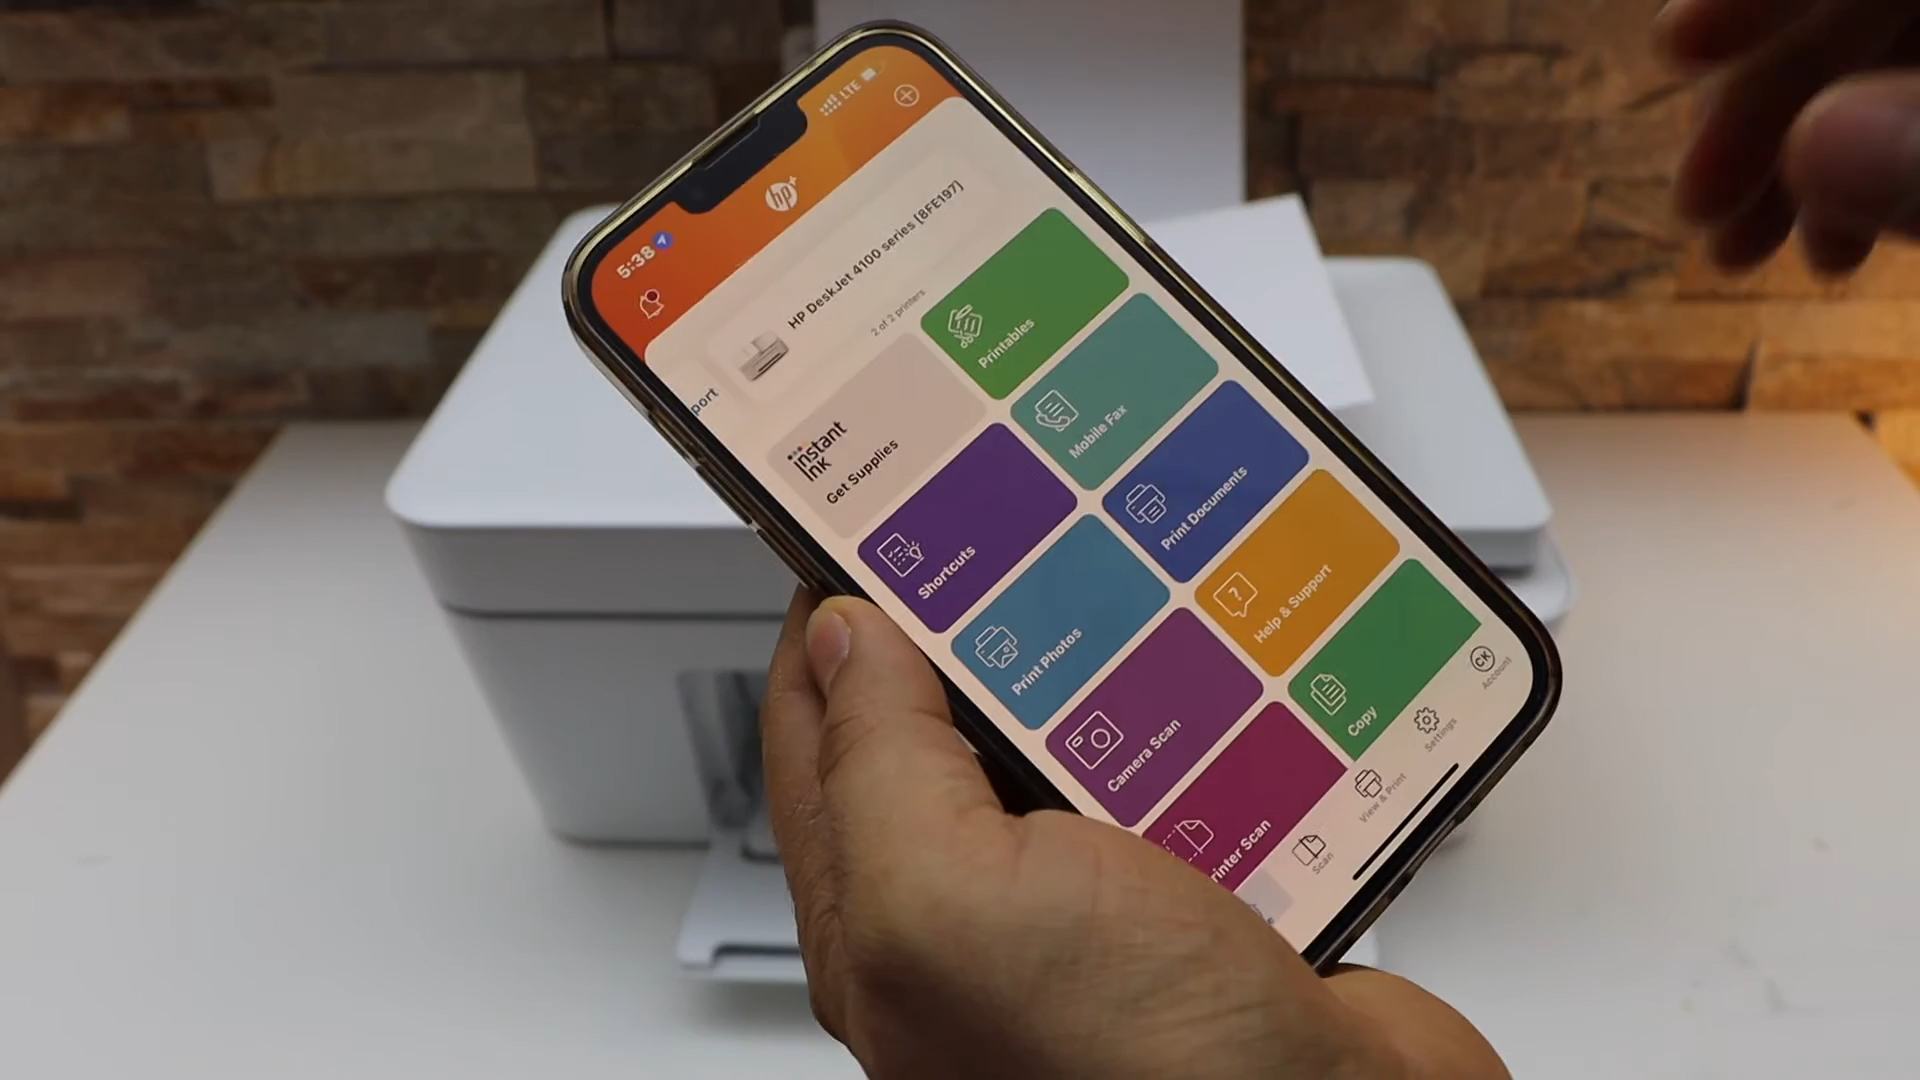 5:38
LTE
hp
HP DeskJet 4100 series [8FE197]
2 of 2 printers
port
Instant
Ink
Get Supplies
Printables
Shortcuts
Mobile Fax
Print Photos
Print Documents
Camera Scan
Help & Support
rinter Scan
Copy
Scan
View & Print
Settings
CK
Account